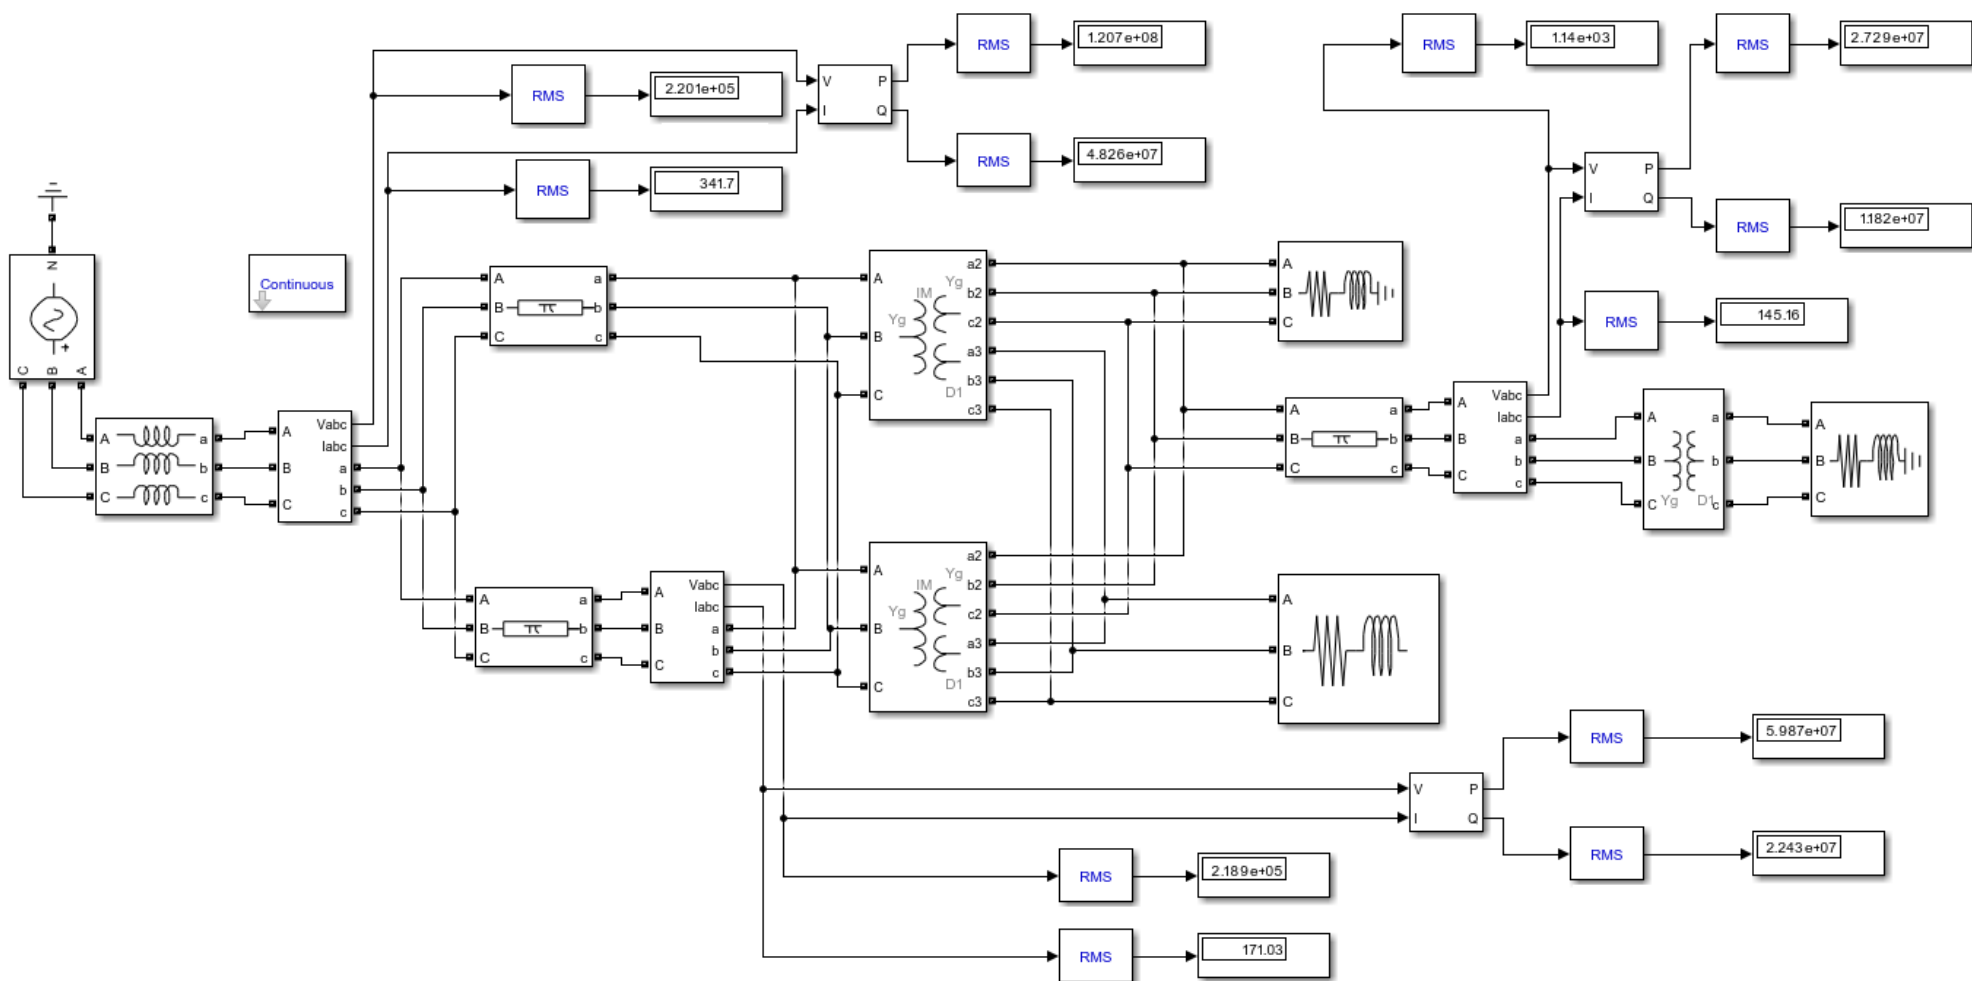 RMS
1.207e+08
RMS
1.14e+03
RMS
2.729e+07
RMS
2.201e+05
V
P
I
Q
RMS
4.826e+07
RMS
341.7
V
P
I
Q
RMS
1.182e+07
N
C
B
A
+
Continuous
A
a
B
π
b
C
c
A
B
C
IM
Yg
Yg
D1
a2
b2
c2
a3
b3
c3
A
B
C
RMS
145.16
A
a
B
b
C
c
A
B
C
Vabc
Iabc
a
b
c
A
a
B
π
b
C
c
A
B
C
Vabc
Iabc
a
b
c
A
a
B
b
C
c
Yg
D1
A
B
C
A
a
B
π
b
C
c
A
B
C
Vabc
Iabc
a
b
c
A
B
C
IM
Yg
Yg
D1
a2
b2
c2
a3
b3
c3
A
B
C
RMS
5.987e+07
V
P
I
Q
RMS
2.243e+07
RMS
2.189e+05
RMS
171.03